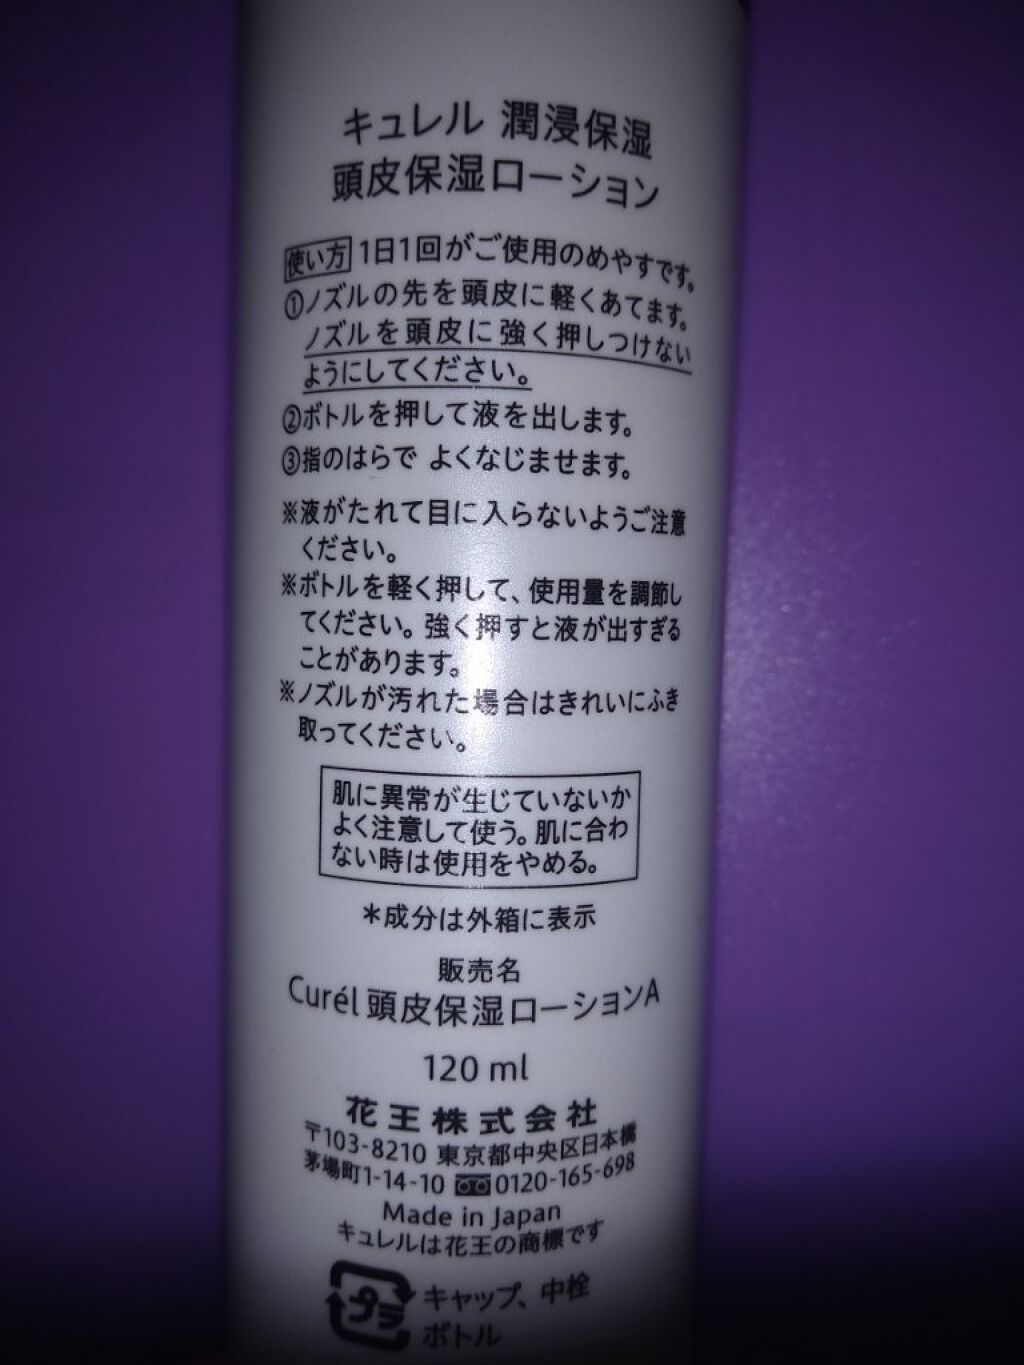 キュレル 潤浸保湿
頭皮保湿ローション
使い方 1日1回がご使用のめやすです。
①ノズルの先を頭皮に軽くあてます。
ノズルを頭皮に強く押しつけない
ようにしてください。
②ボトルを押して液を出します。
③指のはらで よくなじませます。
※液がたれて目に入らないようご注意
ください。
※ボトルを軽く押して、使用量を調節し
てください。強く押すと液が出すぎる
ことがあります。
※ノズルが汚れた場合はきれいにふき
取ってください。
肌に異常が生じていないか
よく注意して使う。肌に合わ
ない時は使用をやめる。
*成分は外箱に表示
販売名
Curél 頭皮保湿ローションA
120 ml
花王株式会社
〒103-8210 東京都中央区日本橋
茅場町1-14-10 0120-165-698
Made in Japan
キュレルは花王の商標です
プラ キャップ、中栓
ボトル